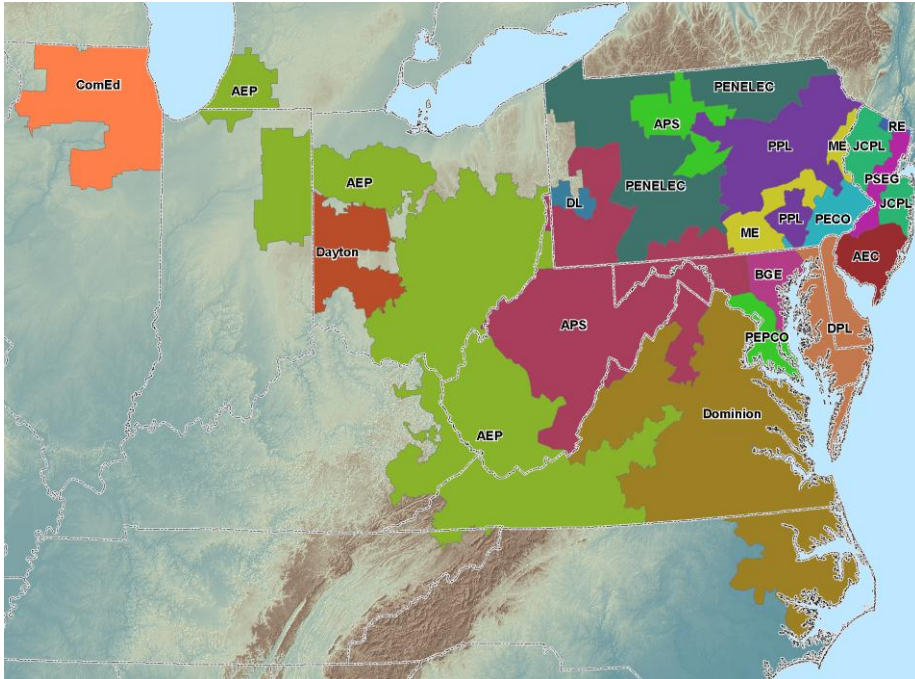 ComEd
AEP
PENELEC
APS
RE
PPL
ME
JCPL
AEP
PENELEC
PSEG
DL
JCPL
PPL
PECO
ME
Dayton
AEC
BGE
APS
DPL
PEPCO
Dominion
AEP